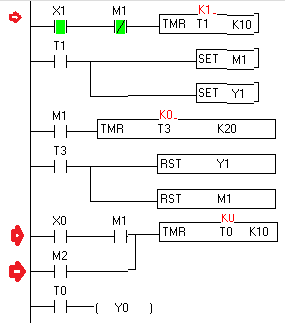 X1 M1 K1
TMR T1 K10
T1
SET M1
SET Y1
M1 K0
TMR T3 K20
T3
RST Y1
RST M1
X0 M1 K0
TMR T0 K10
M2
T0
( Y0 )